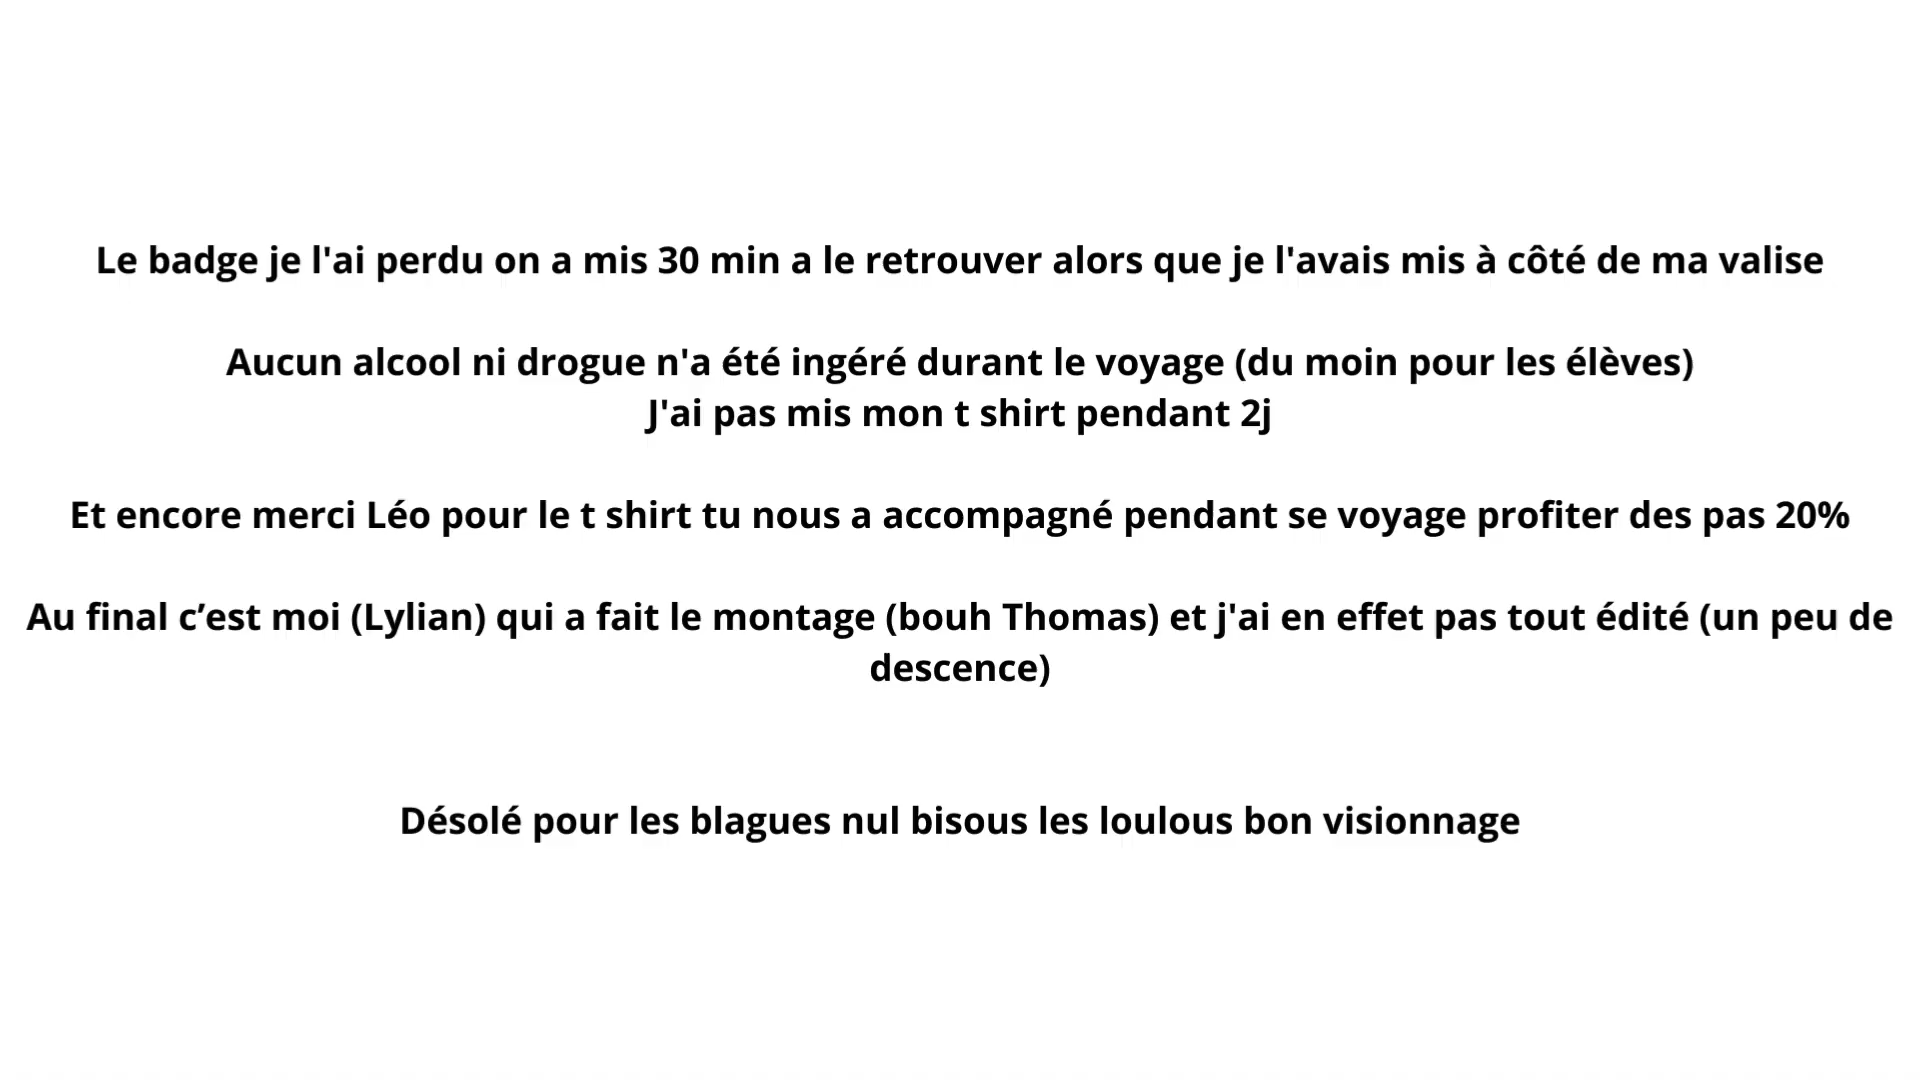 Le badge je l'ai perdu on a mis 30 min a le retrouver alors que je l'avais mis à côté de ma valise
Aucun alcool ni drogue n'a été ingéré durant le voyage (du moin pour les élèves)
J'ai pas mis mon t shirt pendant 2j
Et encore merci Léo pour le t shirt tu nous a accompagné pendant se voyage profiter des pas 20%
Au final c’est moi (Lylian) qui a fait le montage (bouh Thomas) et j'ai en effet pas tout édité (un peu de
descence)
Désolé pour les blagues nul bisous les loulous bon visionnage